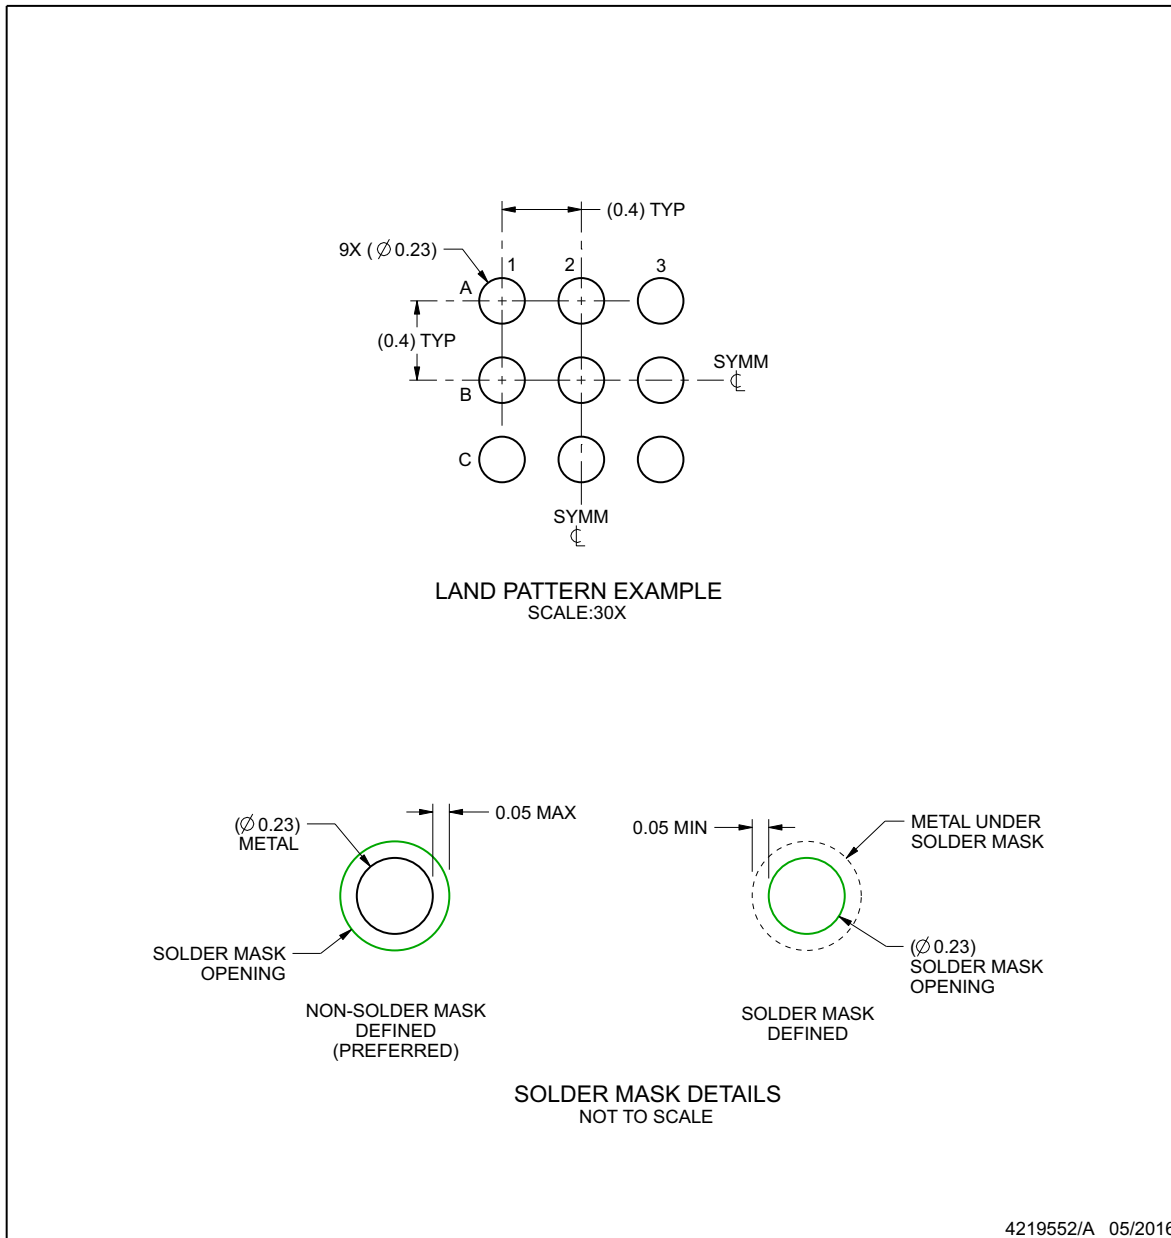 (0.4) TYP
9X (∅0.23)
1
2
3
A
(0.4) TYP
SYMM
℄
B
C
SYMM
℄
LAND PATTERN EXAMPLE
SCALE:30X
(∅0.23)
METAL
0.05 MAX
SOLDER MASK
OPENING
NON-SOLDER MASK
DEFINED
(PREFERRED)
0.05 MIN
METAL UNDER
SOLDER MASK
(∅0.23)
SOLDER MASK
OPENING
SOLDER MASK
DEFINED
SOLDER MASK DETAILS
NOT TO SCALE
4219552/A 05/2016